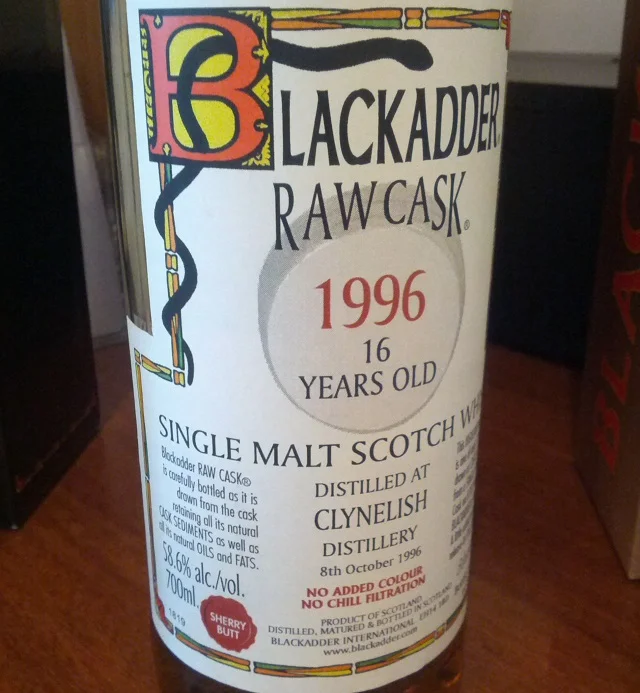 BLACKADDER®
RAW CASK®
1996
16
YEARS OLD
SINGLE MALT SCOTCH
Blackadder RAW CASK®
is carefully bottled as it is
drawn from the cask
retaining all its natural
CASK SEDIMENTS as well as
all its natural OILS and FATS.
58.6% alc./vol.
700ml.
SHERRY
BUTT
1819
DISTILLED AT
CLYNELISH
DISTILLERY
8th October 1996
NO ADDED COLOUR
NO CHILL FILTRATION
PRODUCT OF SCOTLAND
DISTILLED, MATURED & BOTTLED IN SCOTLAND
BLACKADDER INTERNATIONAL
www.blackadder.com